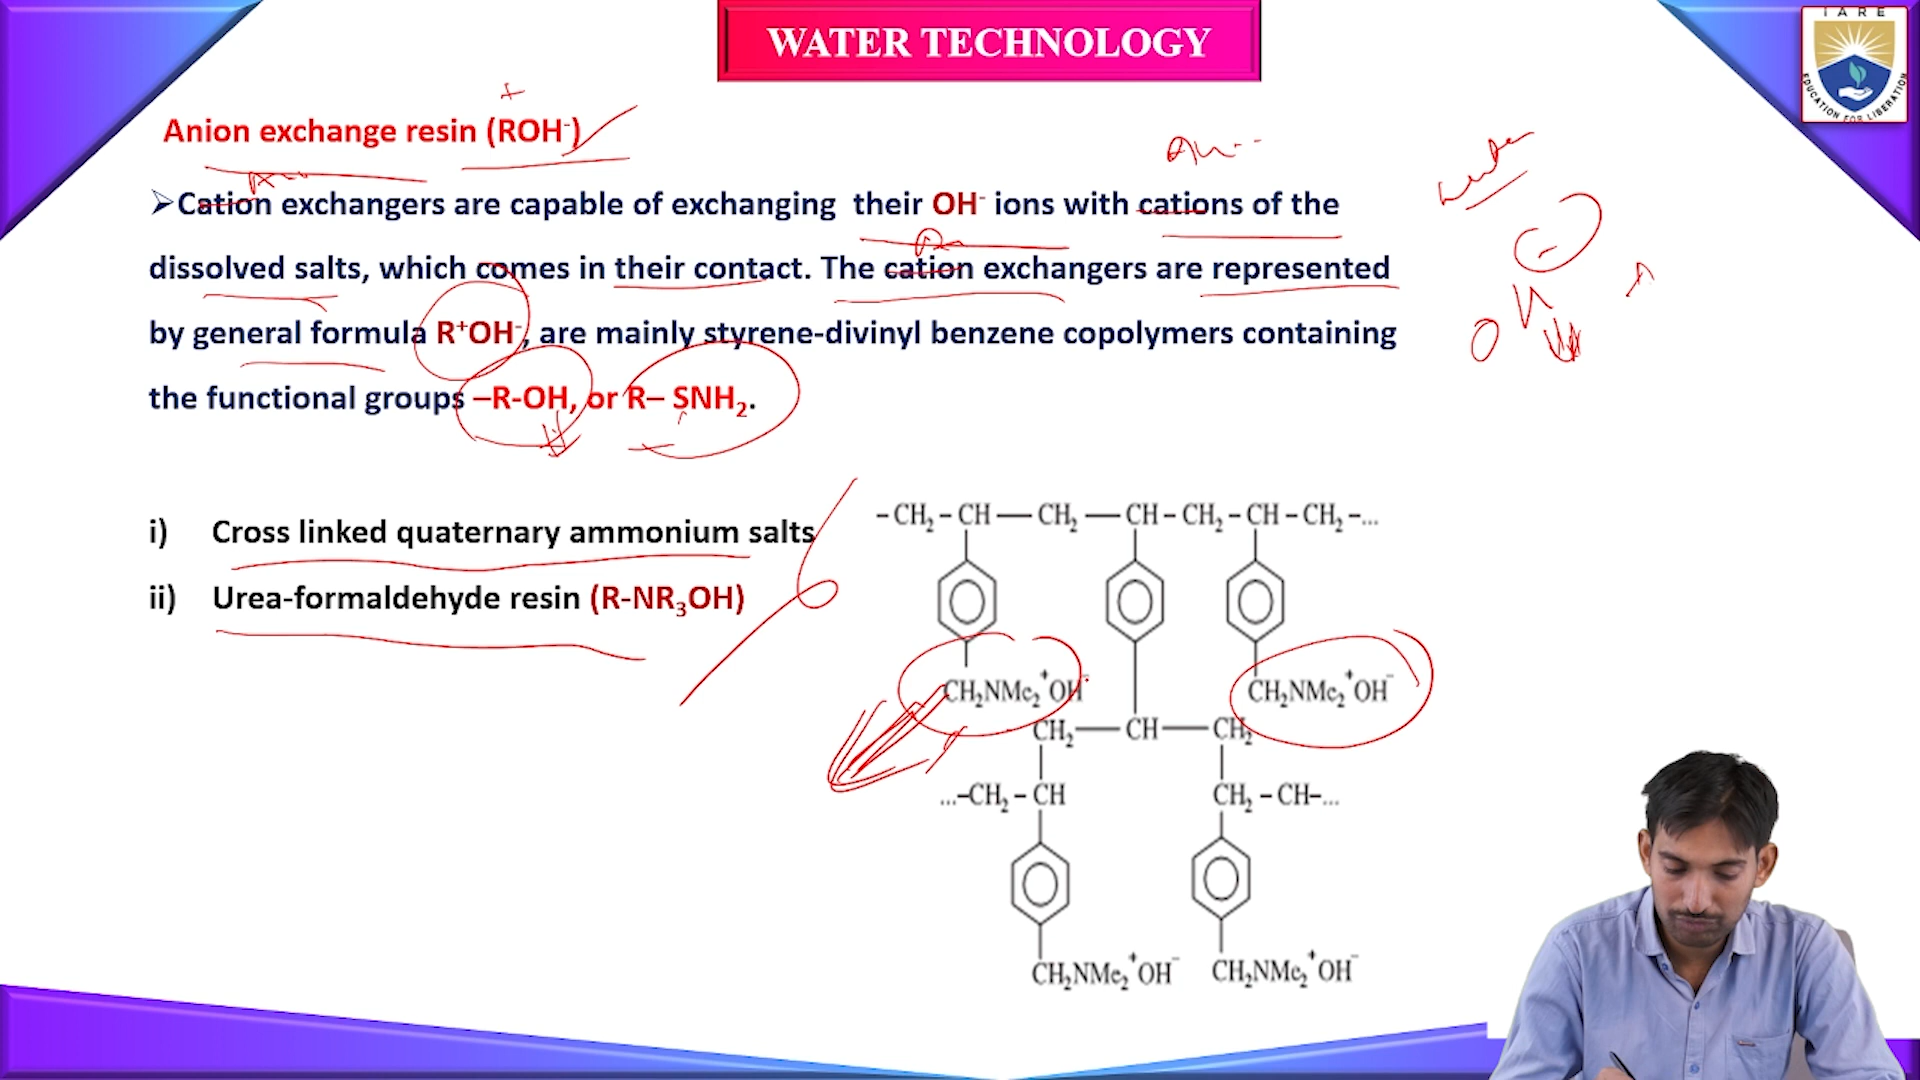 WATER TECHNOLOGY
IARE
EDUCATION FOR LIBERATION
+
Anion exchange resin (ROH⁻)
An--
➢Cation exchangers are capable of exchanging their OH⁻ ions with cations of the
dissolved salts, which comes in their contact. The cation exchangers are represented
by general formula R⁺OH⁻, are mainly styrene-divinyl benzene copolymers containing
the functional groups –R-OH, or R– SNH₂.
i) Cross linked quaternary ammonium salts
ii) Urea-formaldehyde resin (R-NR₃OH)
-CH₂-CH—CH₂—CH-CH₂-CH-CH₂-...
CH₂NMe₂⁺OH⁻ CH₂NMe₂⁺OH⁻
CH₂—CH—CH₂
...-CH₂-CH CH₂-CH-...
CH₂NMe₂⁺OH⁻ CH₂NMe₂⁺OH⁻